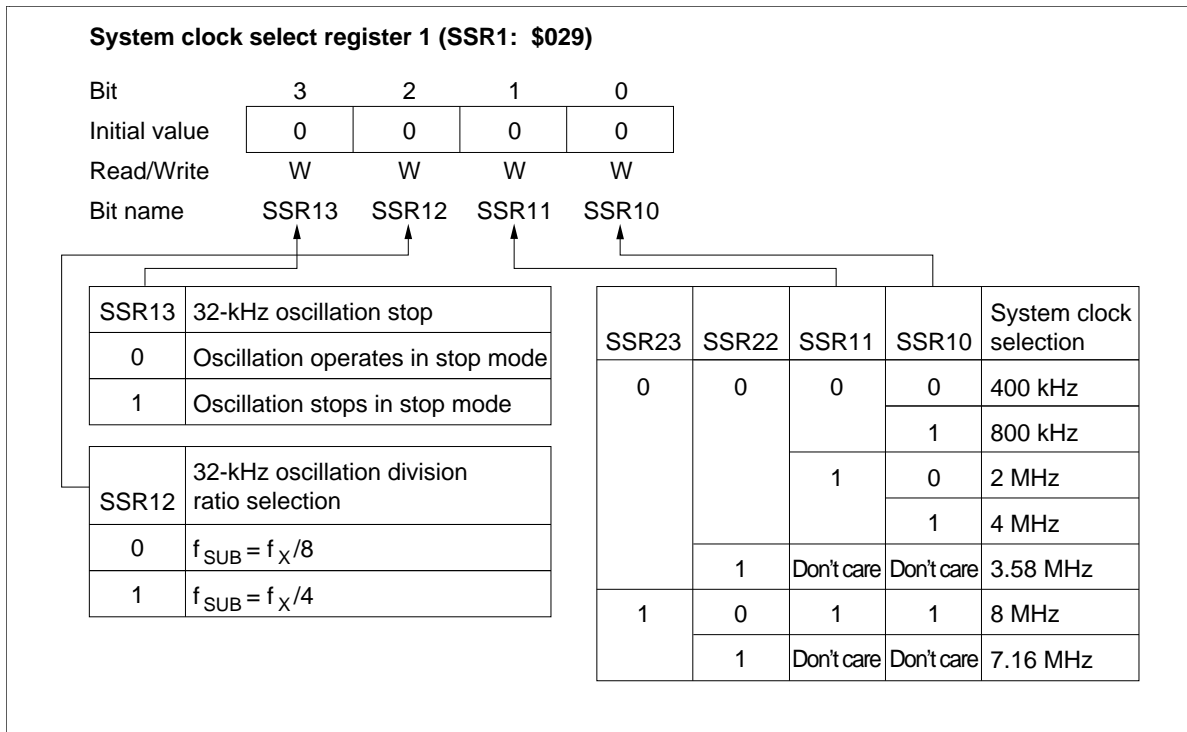 System clock select register 1 (SSR1: $029)
Bit 3 2 1 0
Initial value 0 0 0 0
Read/Write W W W W
Bit name SSR13 SSR12 SSR11 SSR10
SSR13 32-kHz oscillation stop
0 Oscillation operates in stop mode
1 Oscillation stops in stop mode
SSR12 32-kHz oscillation division
ratio selection
0 f SUB = f X /8
1 f SUB = f X /4
SSR23 SSR22 SSR11 SSR10 System clock
selection
0 0 0 0 400 kHz
1 800 kHz
1 0 2 MHz
1 4 MHz
1 Don't care Don't care 3.58 MHz
1 0 1 1 8 MHz
1 Don't care Don't care 7.16 MHz